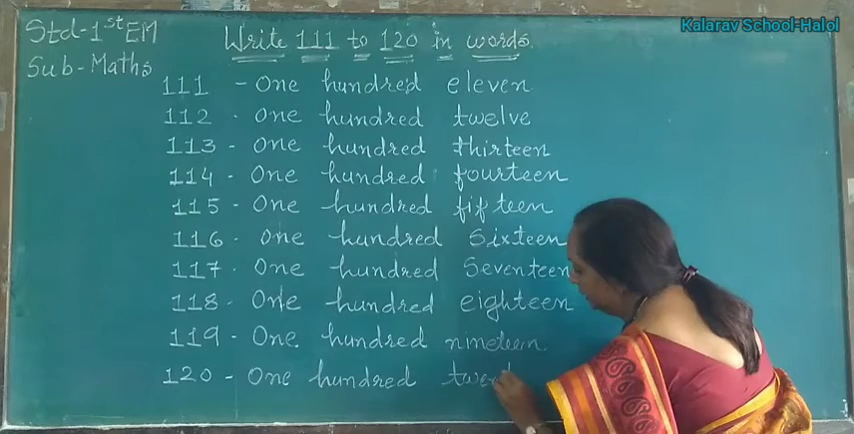 Kalarav School-Halol
Std-1st EM
Sub-Maths
Write 111 to 120 in words.
111 - One hundred eleven
112 - One hundred twelve
113 - One hundred thirteen
114 - One hundred fourteen
115 - One hundred fifteen
116 - One hundred sixteen
117 - One hundred seventeen
118 - One hundred eighteen
119 - One hundred nineteen
120 - One hundred